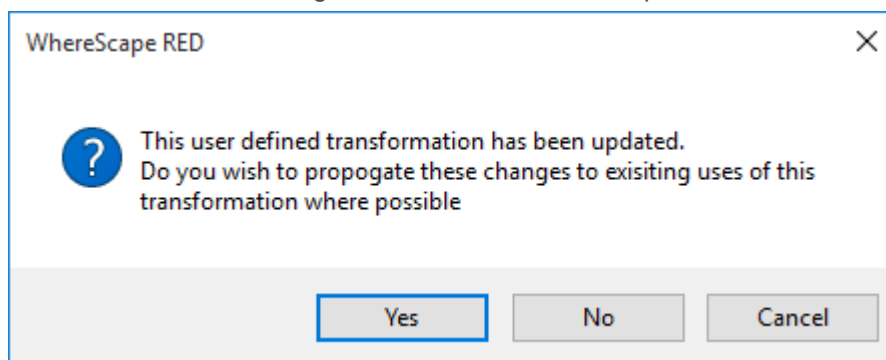 WhereScape RED
This user defined transformation has been updated.
Do you wish to propogate these changes to exisiting uses of this
transformation where possible
Yes No Cancel